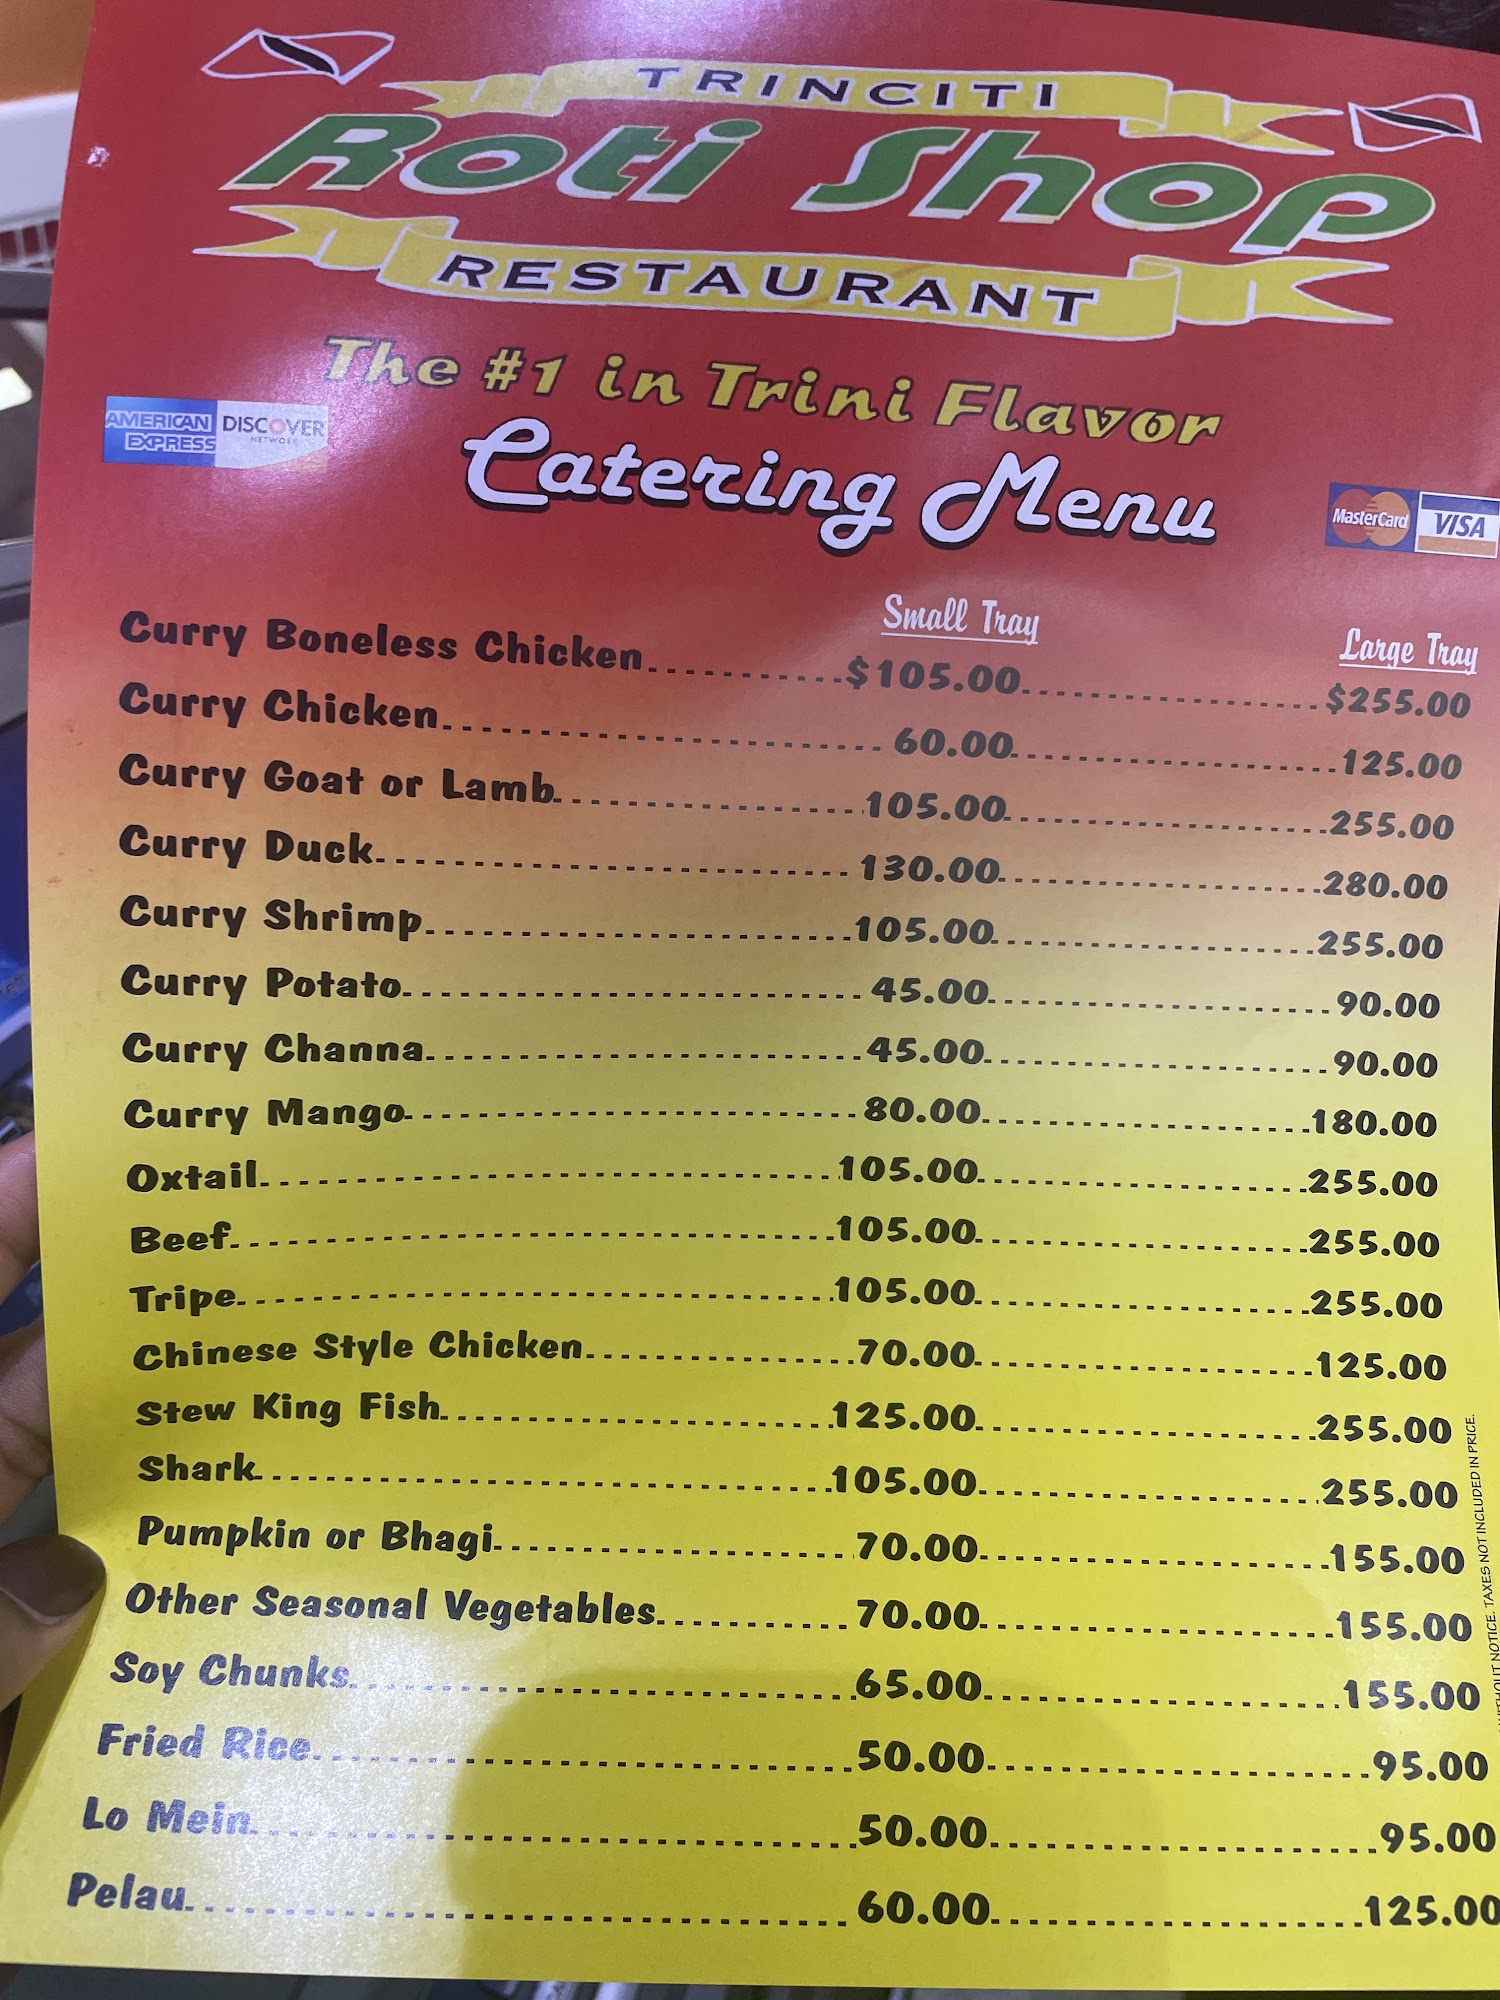 TRINCITI
Roti Shop
RESTAURANT
The #1 in Trini Flavor
AMERICAN EXPRESS DISCOVER NETWORK
Catering Menu
MasterCard VISA
Small Tray Large Tray
Curry Boneless Chicken $105.00 $255.00
Curry Chicken 60.00 125.00
Curry Goat or Lamb 105.00 255.00
Curry Duck 130.00 280.00
Curry Shrimp 105.00 255.00
Curry Potato 45.00 90.00
Curry Channa 45.00 90.00
Curry Mango 80.00 180.00
Oxtail 105.00 255.00
Beef 105.00 255.00
Tripe 105.00 255.00
Chinese Style Chicken 70.00 125.00
Stew King Fish 125.00 255.00
Shark 105.00 255.00
Pumpkin or Bhagi 70.00 155.00
Other Seasonal Vegetables 70.00 155.00
Soy Chunks 65.00 155.00
Fried Rice 50.00 95.00
Lo Mein 50.00 95.00
Pelau 60.00 125.00
WITHOUT NOTICE. TAXES NOT INCLUDED IN PRICE.